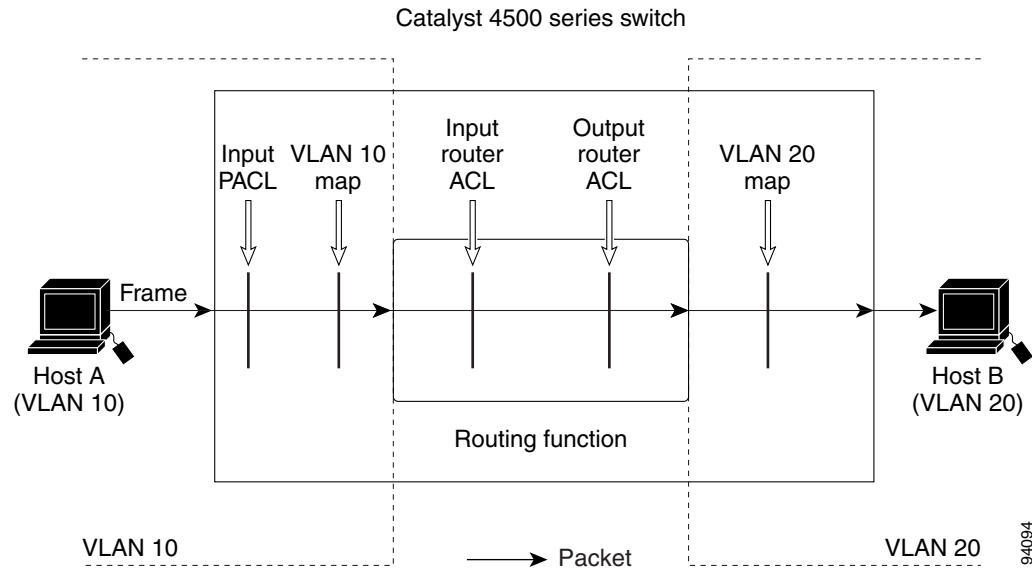 Catalyst 4500 series switch
Input
PACL
VLAN 10
map
Input
router
ACL
Output
router
ACL
VLAN 20
map
Frame
Host A
(VLAN 10)
Host B
(VLAN 20)
Routing function
VLAN 10
Packet
VLAN 20
94094